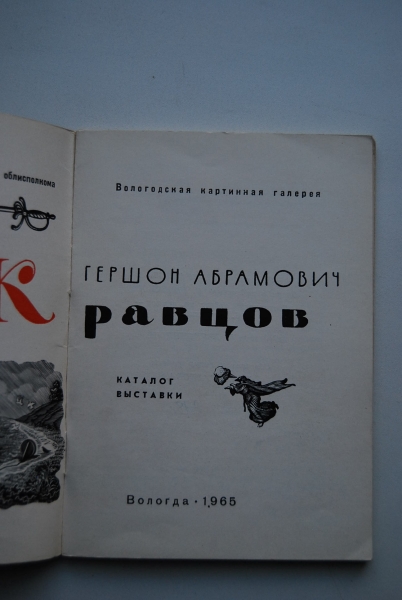 облисполкома
Вологодская картинная галерея
ГЕРШОН АБРАМОВИЧ
К
равцов
КАТАЛОГ
ВЫСТАВКИ
Вологда · 1965